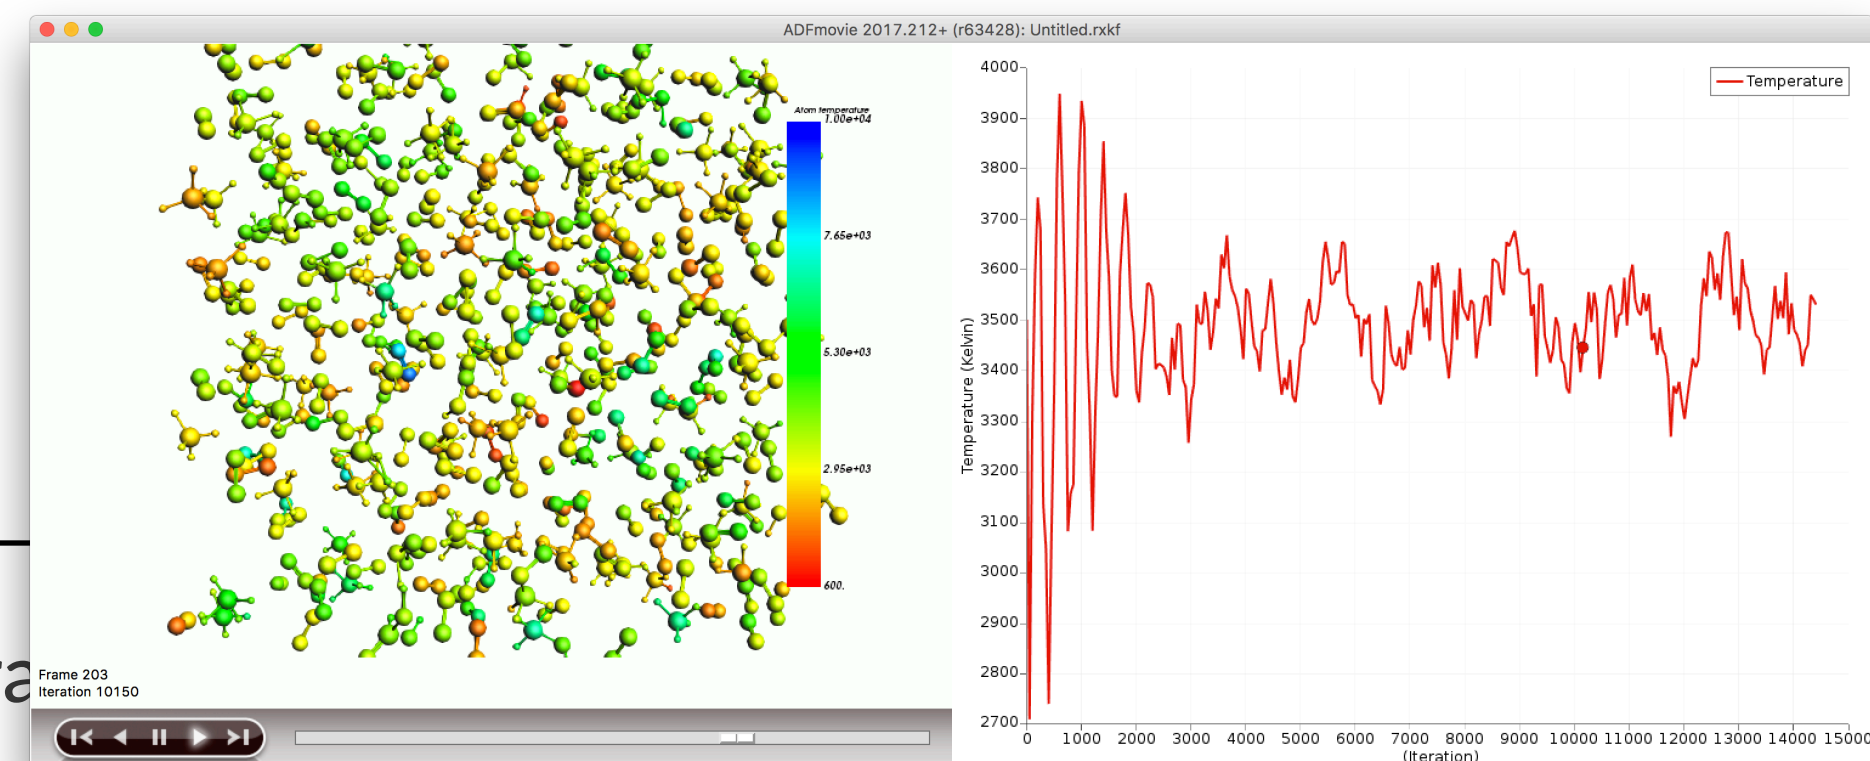 ADFmovie 2017.212+ (r63428): Untitled.rxkf
Atom temperature
1.00e+04
7.65e+03
5.30e+03
2.95e+03
600.
Frame 203
Iteration 10150
ra
Temperature
4000
3900
3800
3700
3600
3500
3400
3300
3200
3100
3000
2900
2800
2700
Temperature (Kelvin)
0 1000 2000 3000 4000 5000 6000 7000 8000 9000 10000 11000 12000 13000 14000 15000
(Iteration)